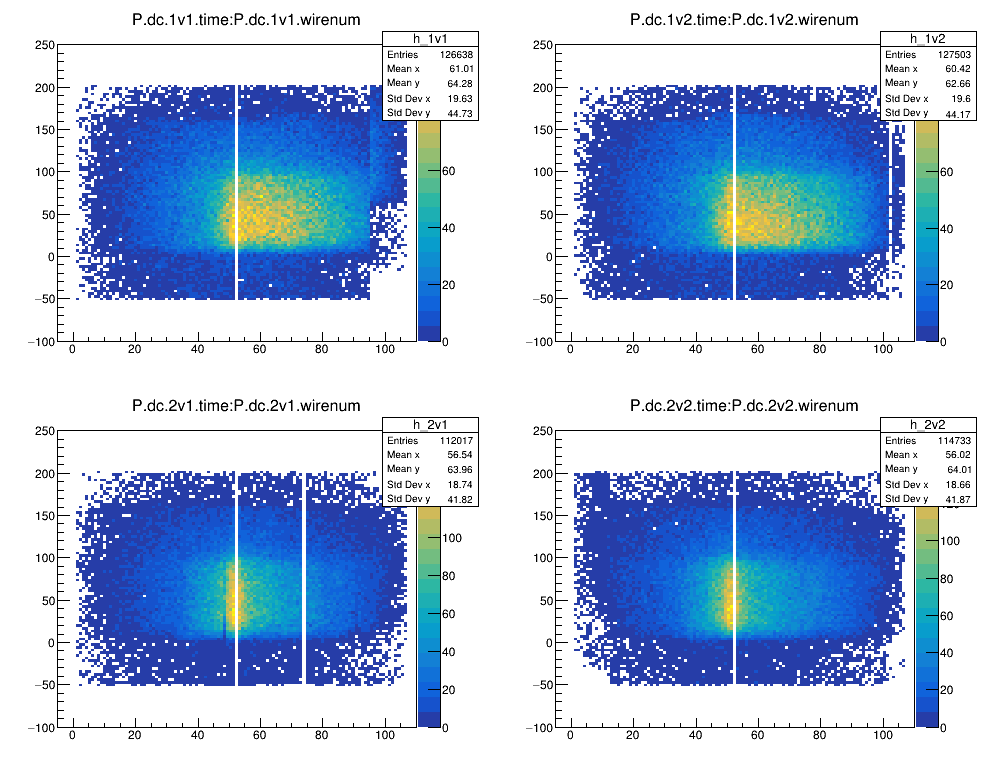 P.dc.1v1.time:P.dc.1v1.wirenum
h_1v1
Entries 126638
Mean x 61.01
Mean y 64.28
Std Dev x 19.63
Std Dev y 44.73
250
200
150
100
50
0
−50
−100
0 20 40 60 80 100
60
40
20
0
P.dc.1v2.time:P.dc.1v2.wirenum
h_1v2
Entries 127503
Mean x 60.42
Mean y 62.66
Std Dev x 19.6
Std Dev y 44.17
250
200
150
100
50
0
−50
−100
0 20 40 60 80 100
60
40
20
0
P.dc.2v1.time:P.dc.2v1.wirenum
h_2v1
Entries 112017
Mean x 56.54
Mean y 63.96
Std Dev x 18.74
Std Dev y 41.82
250
200
150
100
50
0
−50
−100
0 20 40 60 80 100
100
80
60
40
20
0
P.dc.2v2.time:P.dc.2v2.wirenum
h_2v2
Entries 114733
Mean x 56.02
Mean y 64.01
Std Dev x 18.66
Std Dev y 41.87
250
200
150
100
50
0
−50
−100
0 20 40 60 80 100
100
80
60
40
20
0